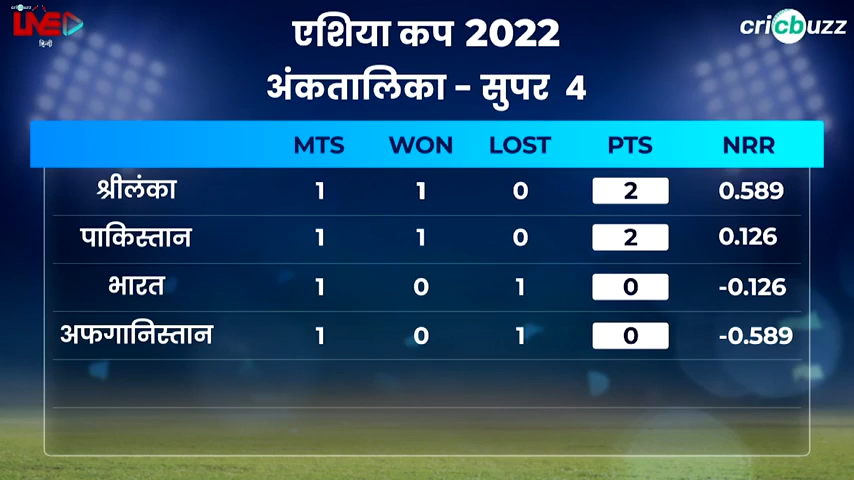 cricbuzz
LIVE
हिन्दी
cricbuzz
एशिया कप 2022
अंकतालिका - सुपर 4
MTS WON LOST PTS NRR
श्रीलंका 1 1 0 2 0.589
पाकिस्तान 1 1 0 2 0.126
भारत 1 0 1 0 -0.126
अफगानिस्तान 1 0 1 0 -0.589